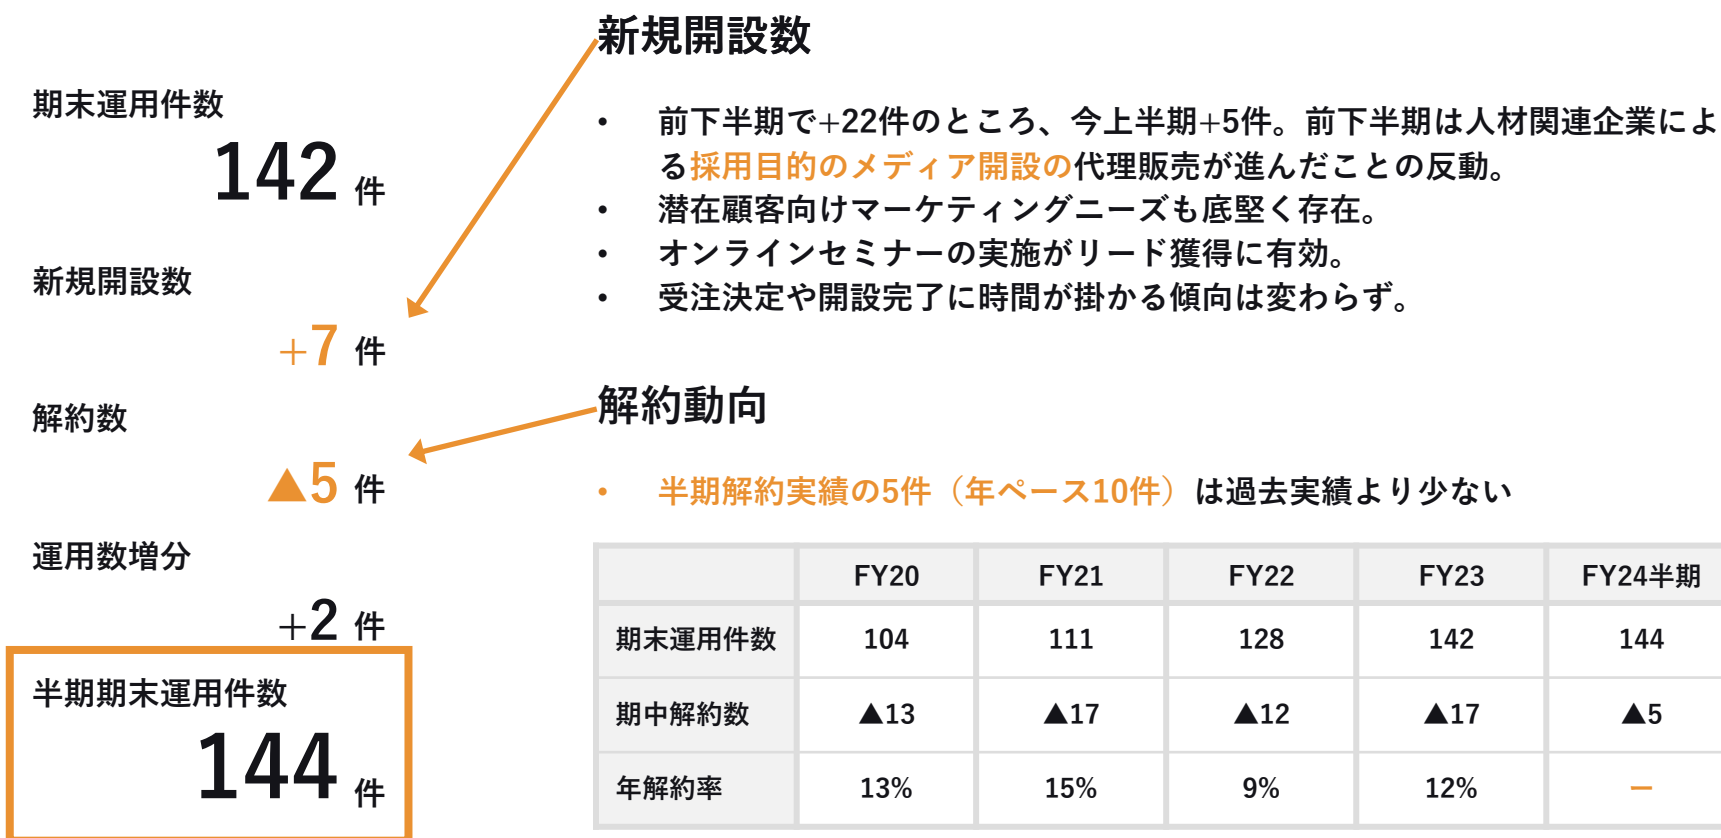 期末運用件数
142 件
新規開設数
+7 件
解約数
▲5 件
運用数増分
+2 件
半期期末運用件数
144 件
新規開設数
• 前下半期で+22件のところ、今上半期+5件。前下半期は人材関連企業によ
る採用目的のメディア開設の代理販売が進んだことの反動。
• 潜在顧客向けマーケティングニーズも底堅く存在。
• オンラインセミナーの実施がリード獲得に有効。
• 受注決定や開設完了に時間が掛かる傾向は変わらず。
解約動向
• 半期解約実績の5件（年ペース10件）は過去実績より少ない
FY20 FY21 FY22 FY23 FY24半期
期末運用件数 104 111 128 142 144
期中解約数 ▲13 ▲17 ▲12 ▲17 ▲5
年解約率 13% 15% 9% 12% ー